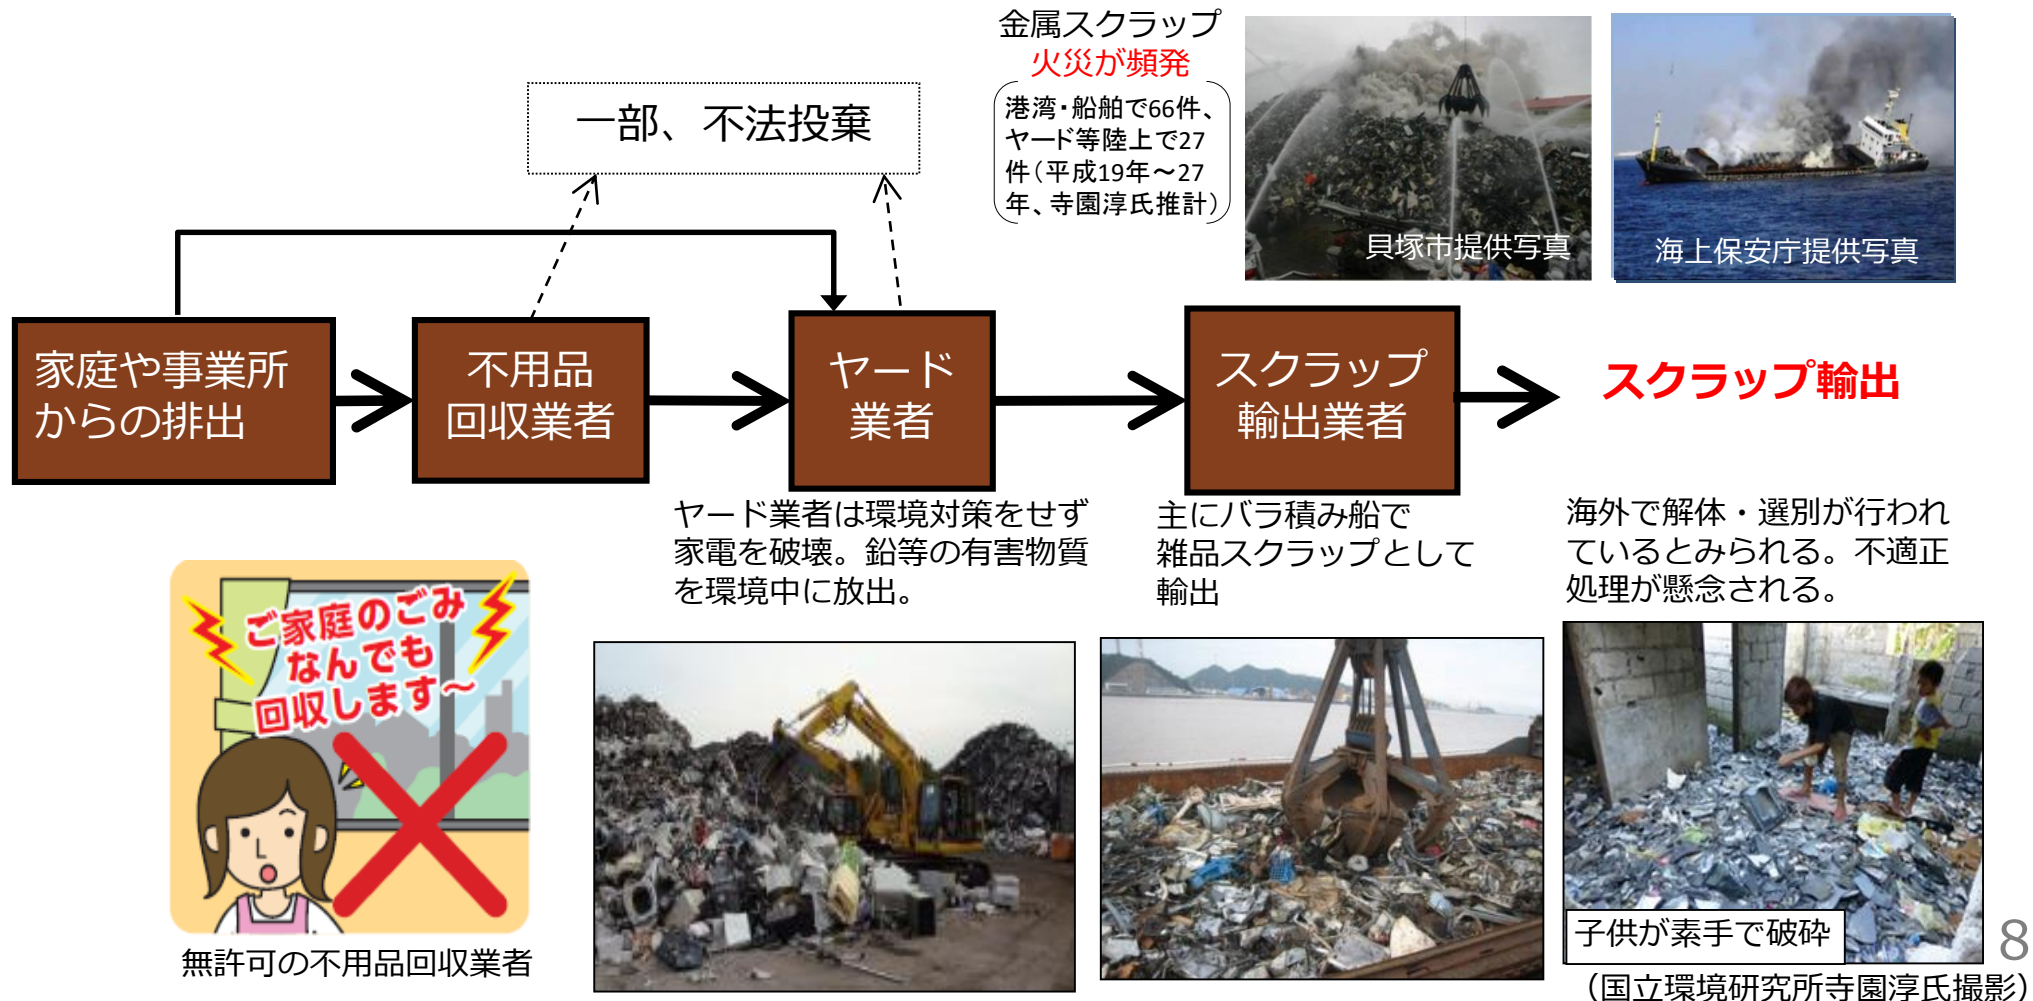 金属スクラップ
火災が頻発
港湾・船舶で66件、
ヤード等陸上で27
件(平成19年～27
年、寺園淳氏推計)
貝塚市提供写真
海上保安庁提供写真
一部、不法投棄
家庭や事業所
からの排出
不用品
回収業者
ヤード
業者
スクラップ
輸出業者
スクラップ輸出
ヤード業者は環境対策をせず
家電を破壊。鉛等の有害物質
を環境中に放出。
主にバラ積み船で
雑品スクラップとして
輸出
海外で解体・選別が行われ
ているとみられる。不適正
処理が懸念される。
ご家庭のごみ
なんでも
回収します～
無許可の不用品回収業者
子供が素手で破砕
8
(国立環境研究所寺園淳氏撮影)